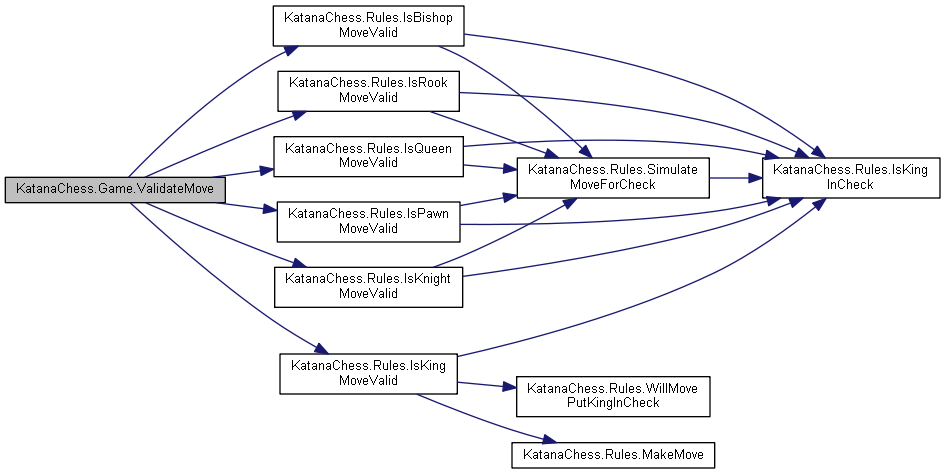 KatanaChess.Game.ValidateMove
KatanaChess.Rules.IsBishop
MoveValid
KatanaChess.Rules.IsRook
MoveValid
KatanaChess.Rules.IsQueen
MoveValid
KatanaChess.Rules.IsPawn
MoveValid
KatanaChess.Rules.IsKnight
MoveValid
KatanaChess.Rules.IsKing
MoveValid
KatanaChess.Rules.Simulate
MoveForCheck
KatanaChess.Rules.WillMove
PutKingInCheck
KatanaChess.Rules.MakeMove
KatanaChess.Rules.IsKing
InCheck